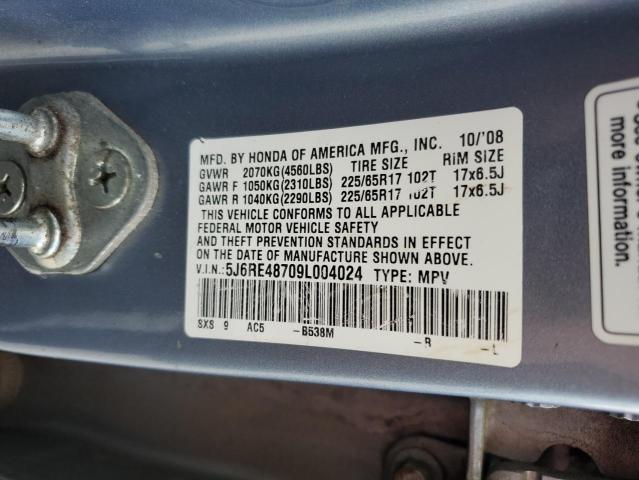 MFD. BY HONDA OF AMERICA MFG., INC. 10/'08
GVWR 2070KG(4560LBS) TIRE SIZE RIM SIZE
GAWR F 1050KG(2310LBS) 225/65R17 102T 17x6.5J
GAWR R 1040KG(2290LBS) 225/65R17 102T 17x6.5J
THIS VEHICLE CONFORMS TO ALL APPLICABLE
FEDERAL MOTOR VEHICLE SAFETY
AND THEFT PREVENTION STANDARDS IN EFFECT
ON THE DATE OF MANUFACTURE SHOWN ABOVE.
V.I.N.: 5J6RE48709L004024 TYPE: MPV
SXS 9 AC5 -B538M -R -L
information.